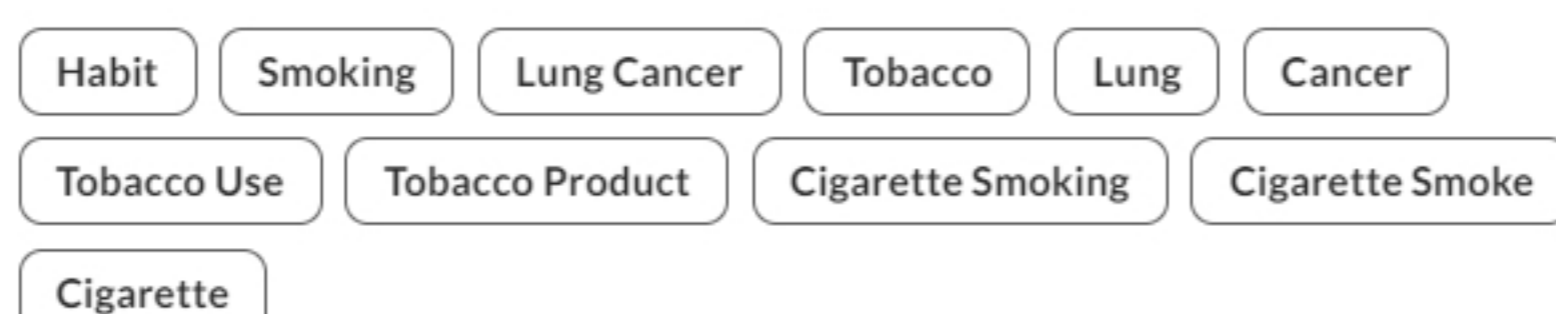 Habit Smoking Lung Cancer Tobacco Lung Cancer
Tobacco Use Tobacco Product Cigarette Smoking Cigarette Smoke
Cigarette